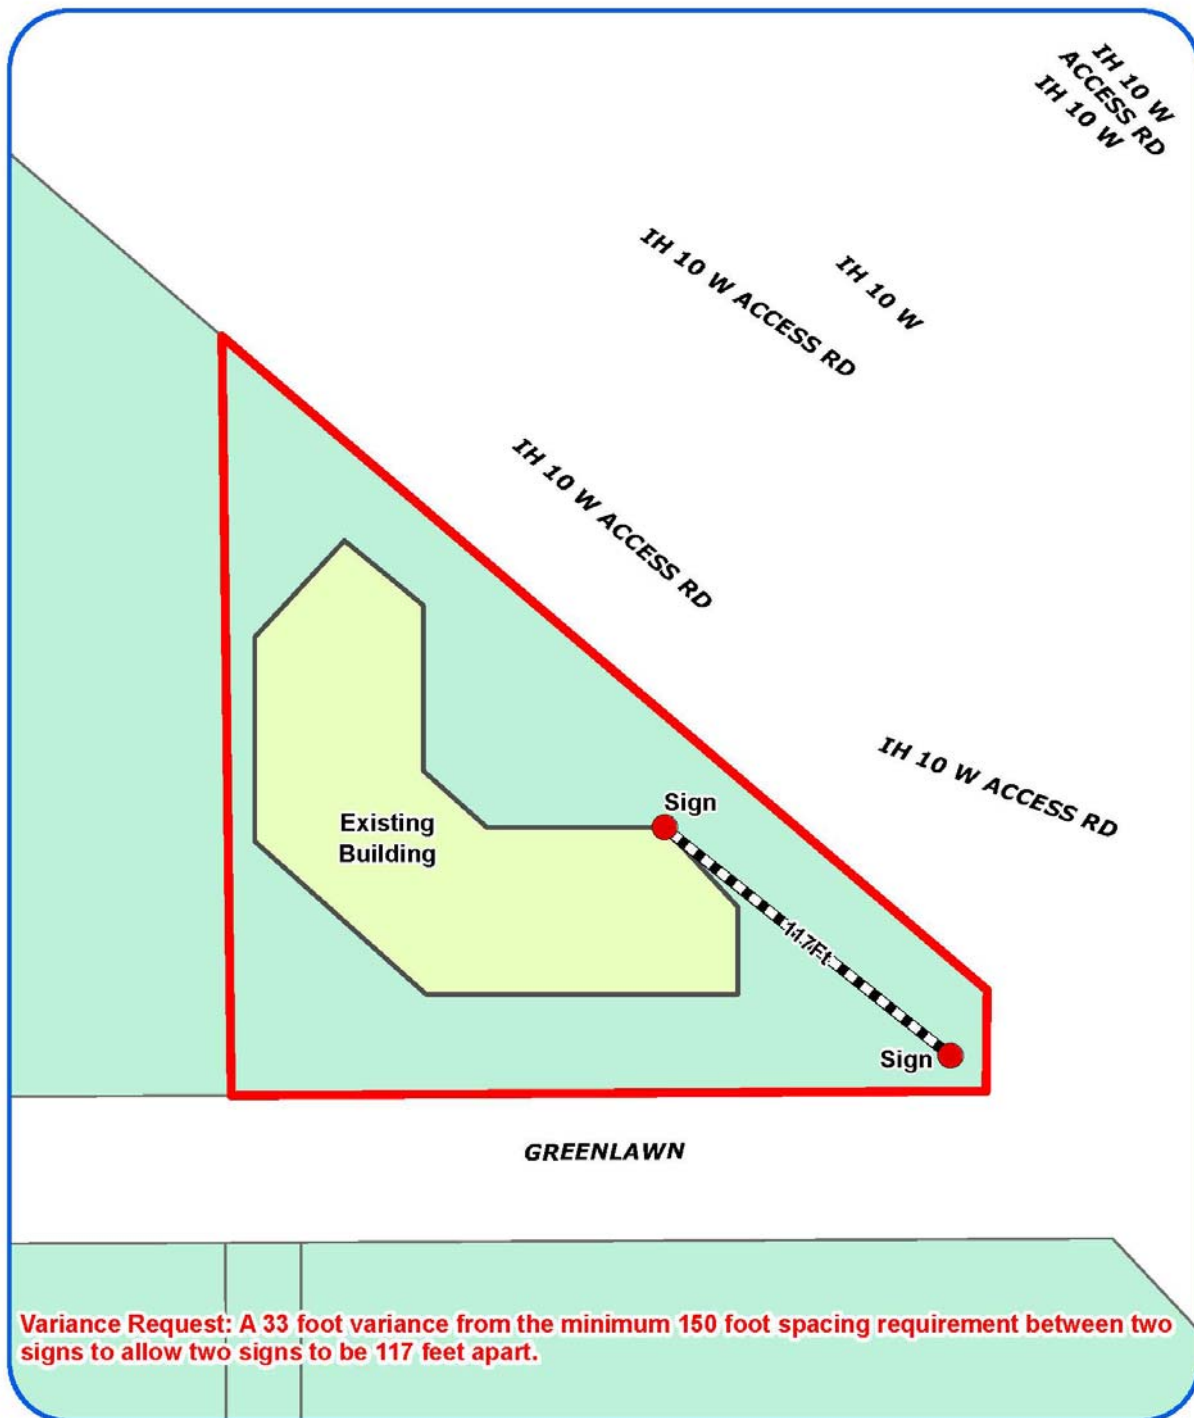 IH 10 W
ACCESS RD
IH 10 W
IH 10 W ACCESS RD
IH 10 W
IH 10 W ACCESS RD
IH 10 W ACCESS RD
Sign
Existing
Building
117Ft
Sign
GREENLAWN
Variance Request: A 33 foot variance from the minimum 150 foot spacing requirement between two
signs to allow two signs to be 117 feet apart.